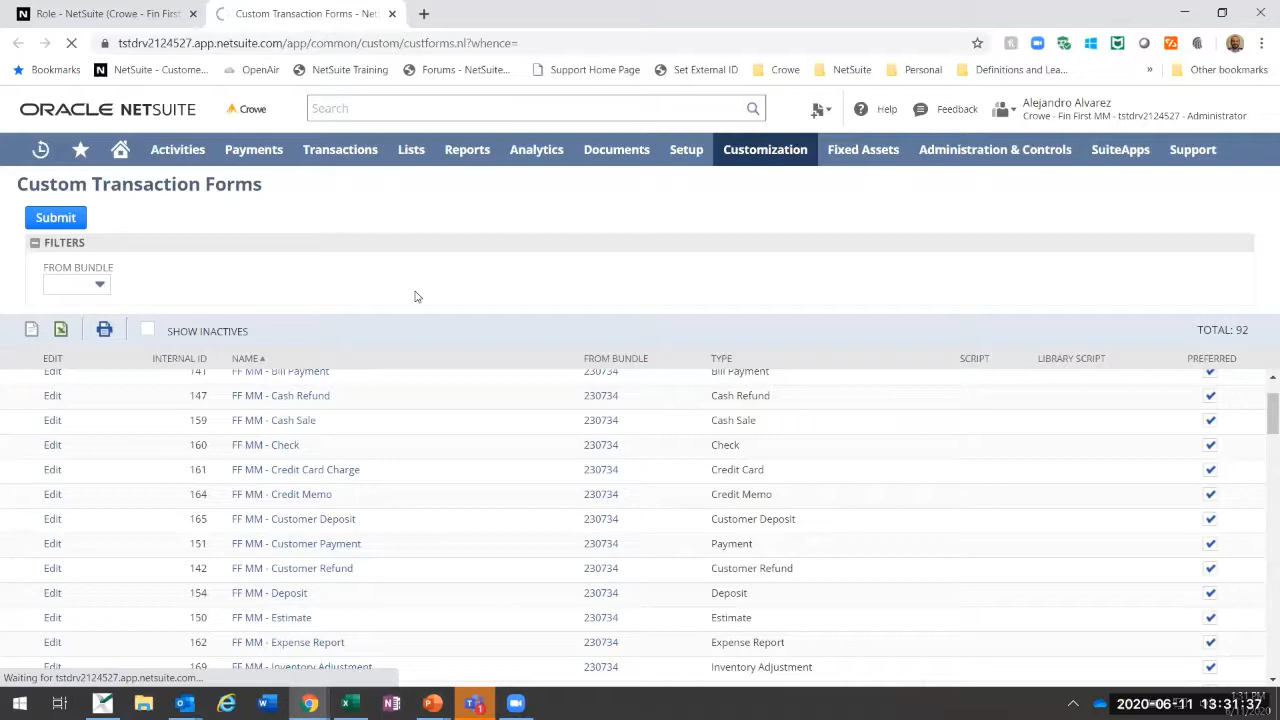 Role - NetSuite (Crowe - Fin Firs
Custom Transaction Forms - Net
tstdrv2124527.app.netsuite.com/app/common/custom/custforms.nl?whence=
Bookmarks NetSuite - Custome... OpenAir NetSuite Training Forms - NetSuite... Support Home Page Set External ID Crowe NetSuite Personal Definitions and Lea... » Other bookmarks
ORACLE NETSUITE Crowe Search Help Feedback Alejandro Alvarez
Crowe - Fin First MM - tstdrv2124527 - Administrator
Activities Payments Transactions Lists Reports Analytics Documents Setup Customization Fixed Assets Administration & Controls SuiteApps Support
Custom Transaction Forms
Submit
FILTERS
FROM BUNDLE
SHOW INACTIVES TOTAL: 92
EDIT INTERNAL ID NAME FROM BUNDLE TYPE SCRIPT LIBRARY SCRIPT PREFERRED
Edit 141 FF MM - Bill Payment 230734 Bill Payment
Edit 147 FF MM - Cash Refund 230734 Cash Refund
Edit 159 FF MM - Cash Sale 230734 Cash Sale
Edit 160 FF MM - Check 230734 Check
Edit 161 FF MM - Credit Card Charge 230734 Credit Card
Edit 164 FF MM - Credit Memo 230734 Credit Memo
Edit 165 FF MM - Customer Deposit 230734 Customer Deposit
Edit 151 FF MM - Customer Payment 230734 Payment
Edit 142 FF MM - Customer Refund 230734 Customer Refund
Edit 154 FF MM - Deposit 230734 Deposit
Edit 150 FF MM - Estimate 230734 Estimate
Edit 162 FF MM - Expense Report 230734 Expense Report
Edit 169 FF MM - Inventory Adjustment 230734 Inventory Adjustment
Waiting for tstdrv2124527.app.netsuite.com...
1:31 PM
2020-06-11 13:31:37
6/11/2020